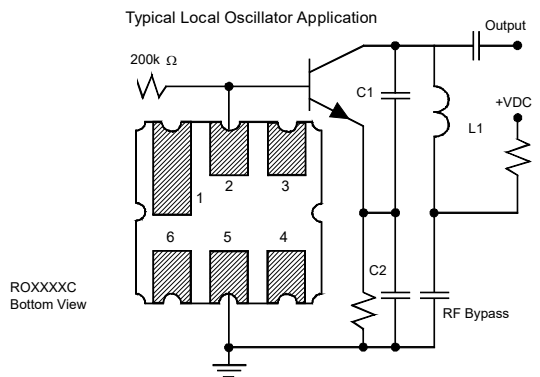 Typical Local Oscillator Application
Output
200k Ω
C1
+VDC
L1
1
2
3
6
5
4
C2
ROXXXXC
Bottom View
RF Bypass